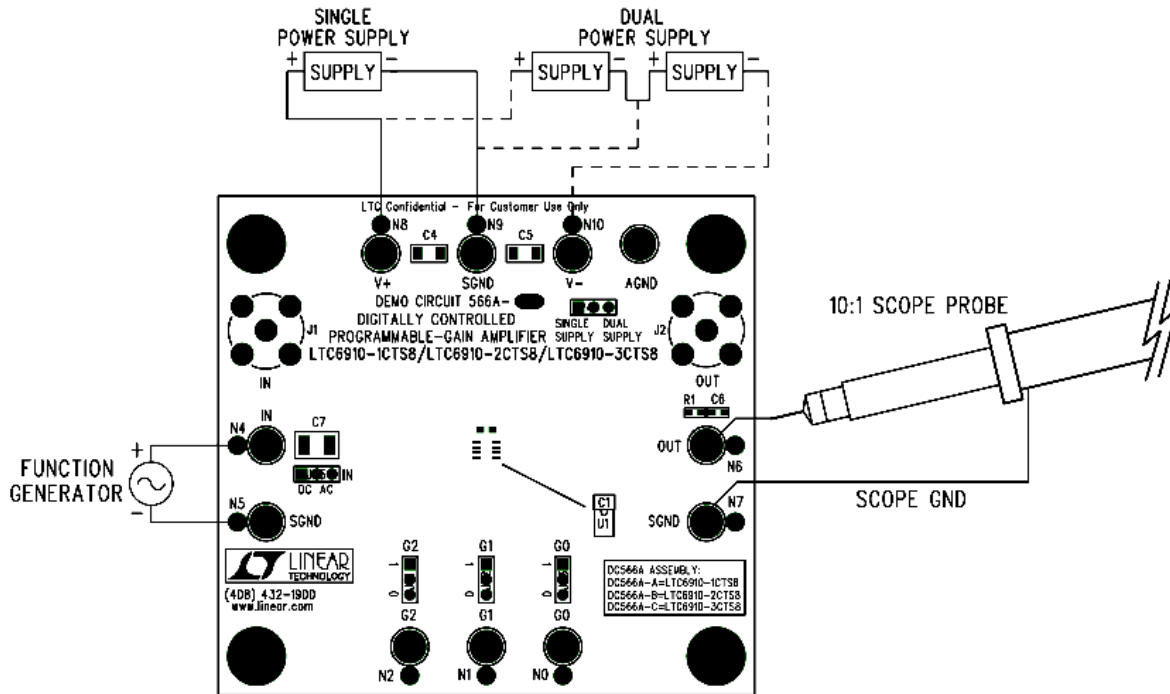 SINGLE
POWER SUPPLY
DUAL
POWER SUPPLY
+ SUPPLY -
+ SUPPLY -
+ SUPPLY -
LTC Confidential - For Customer Use Only
N8
N9
N10
C4
C5
V+
SGND
V-
AGND
DEMO CIRCUIT 566A-
DIGITALLY CONTROLLED
PROGRAMMABLE-GAIN AMPLIFIER
LTC6910-1CTS8/LTC6910-2CTS8/LTC6910-3CTS8
SINGLE
SUPPLY
DUAL
SUPPLY
J1
IN
J2
OUT
10:1 SCOPE PROBE
R1
C6
IN
N4
C7
IN
DC
AC
OUT
N6
FUNCTION
GENERATOR
+
-
N5
SGND
SGND
N7
SCOPE GND
C1
U1
LT LINEAR
TECHNOLOGY
(408) 432-1900
www.linear.com
G2
G1
G0
1
0
1
0
1
0
DC566A ASSEMBLY:
DC566A-A=LTC6910-1CTS8
DC566A-B=LTC6910-2CTS8
DC566A-C=LTC6910-3CTS8
G2
G1
G0
N2
N1
N0